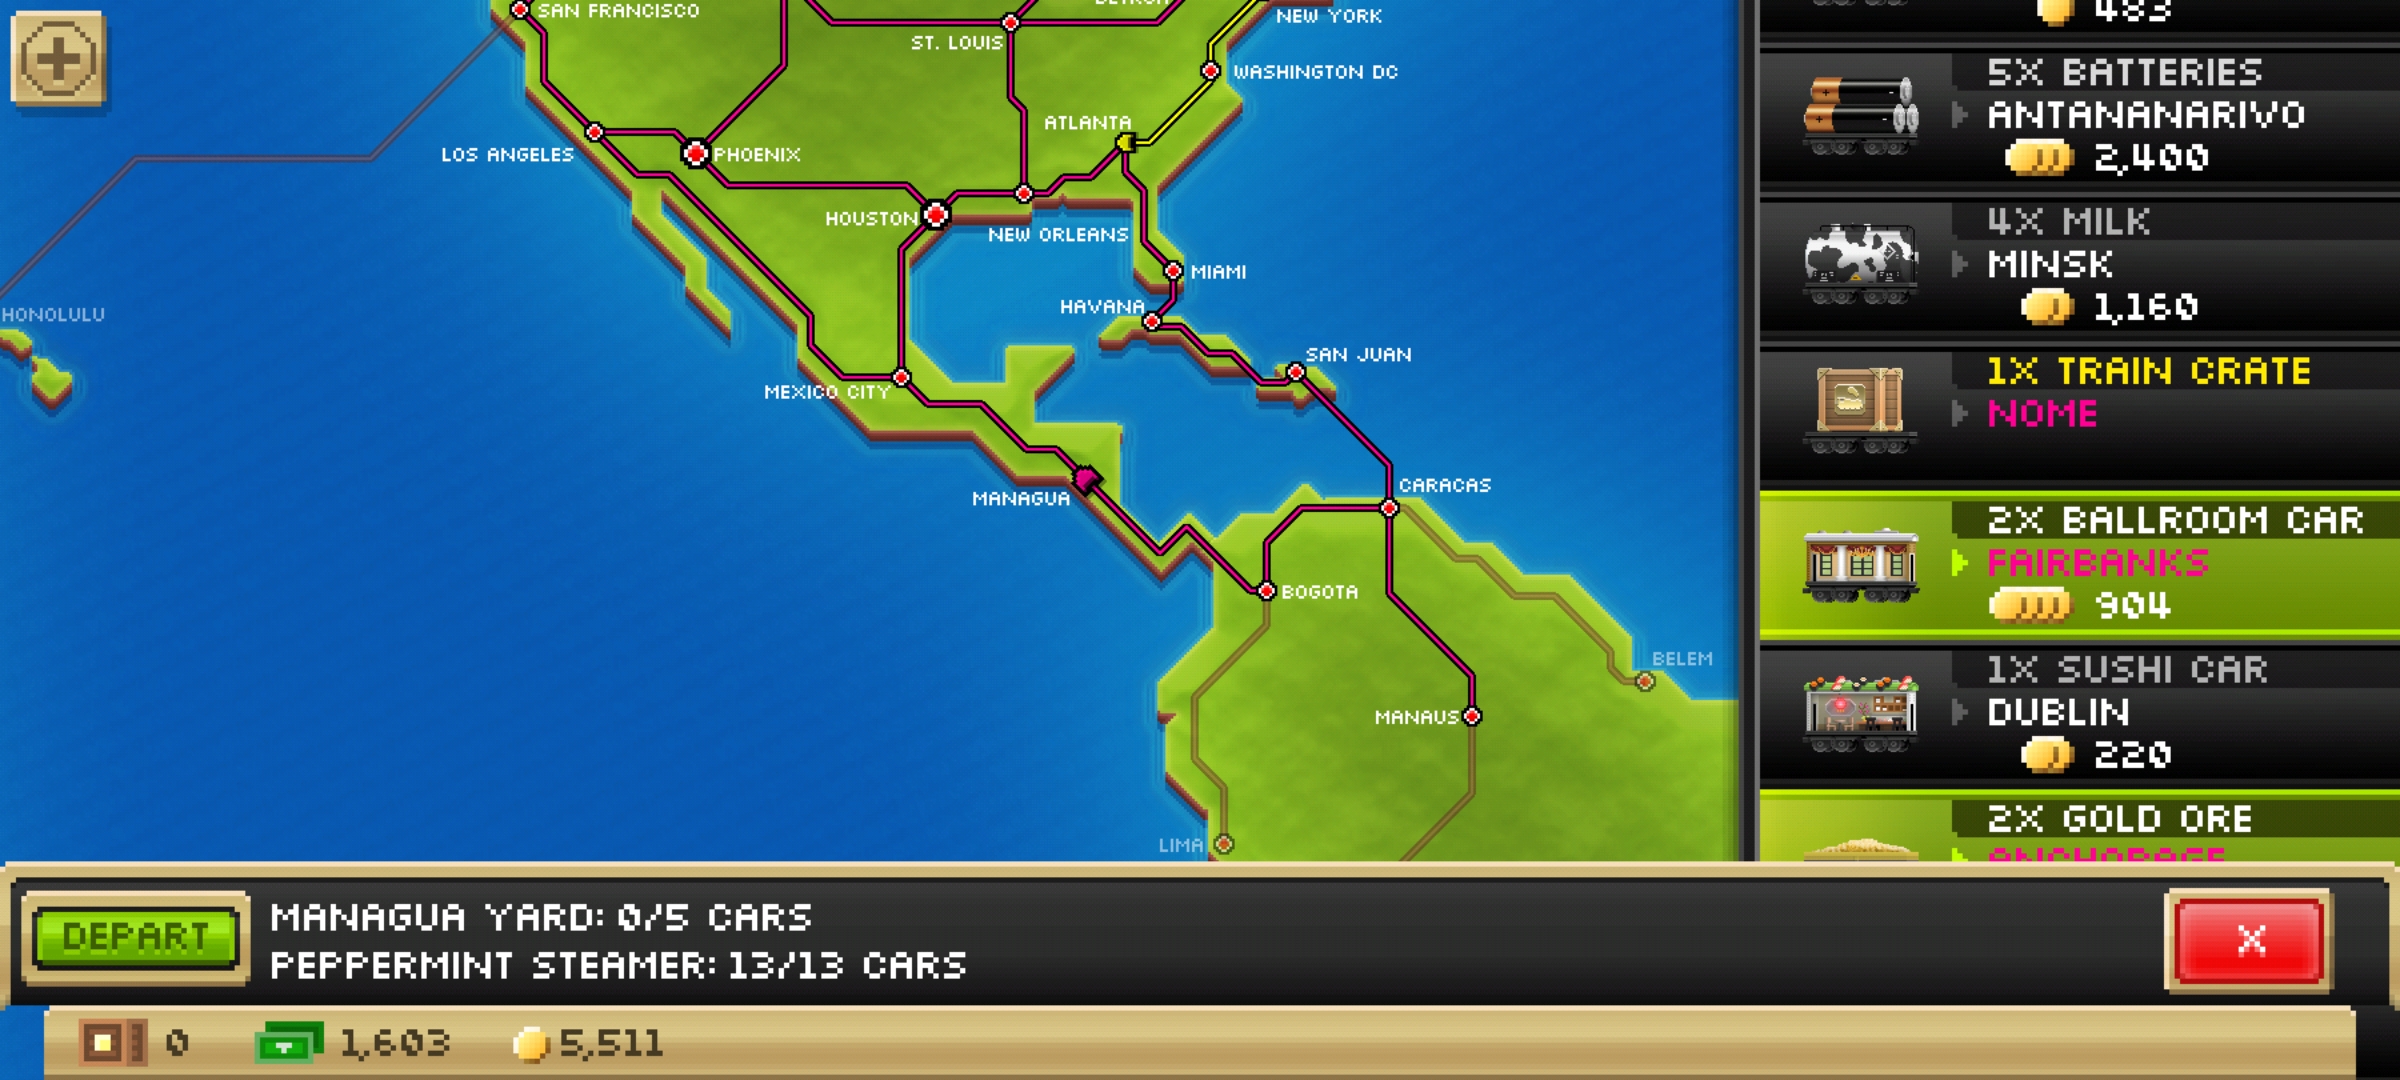 SAN FRANCISCO
NEW YORK
ST. LOUIS
WASHINGTON DC
ATLANTA
LOS ANGELES
PHOENIX
HOUSTON
NEW ORLEANS
MIAMI
HAVANA
HONOLULU
SAN JUAN
MEXICO CITY
MANAGUA
CARACAS
BOGOTA
BELEM
MANAUS
LIMA
483
5X BATTERIES
ANTANANARIVO
2,400
4X MILK
MINSK
1,160
1X TRAIN CRATE
NOME
2X BALLROOM CAR
FAIRBANKS
904
1X SUSHI CAR
DUBLIN
220
2X GOLD ORE
ANCHORAGE
DEPART
MANAGUA YARD: 0/5 CARS
PEPPERMINT STEAMER: 13/13 CARS
X
0
1,603
5,511